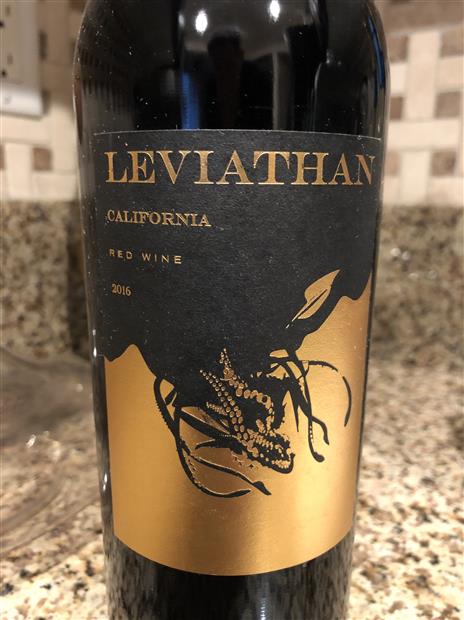 LEVIATHAN
CALIFORNIA
RED WINE
2016